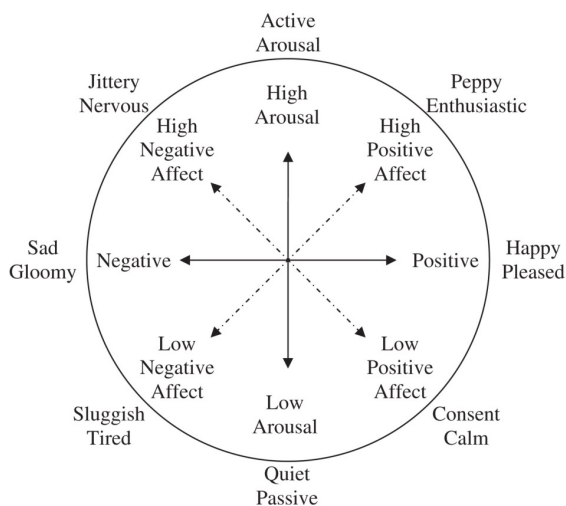 Active
Arousal
Jittery
Nervous
High
Arousal
Peppy
Enthusiastic
High
Negative
Affect
High
Positive
Affect
Sad
Gloomy
Negative
Positive
Happy
Pleased
Low
Negative
Affect
Low
Positive
Affect
Sluggish
Tired
Low
Arousal
Consent
Calm
Quiet
Passive